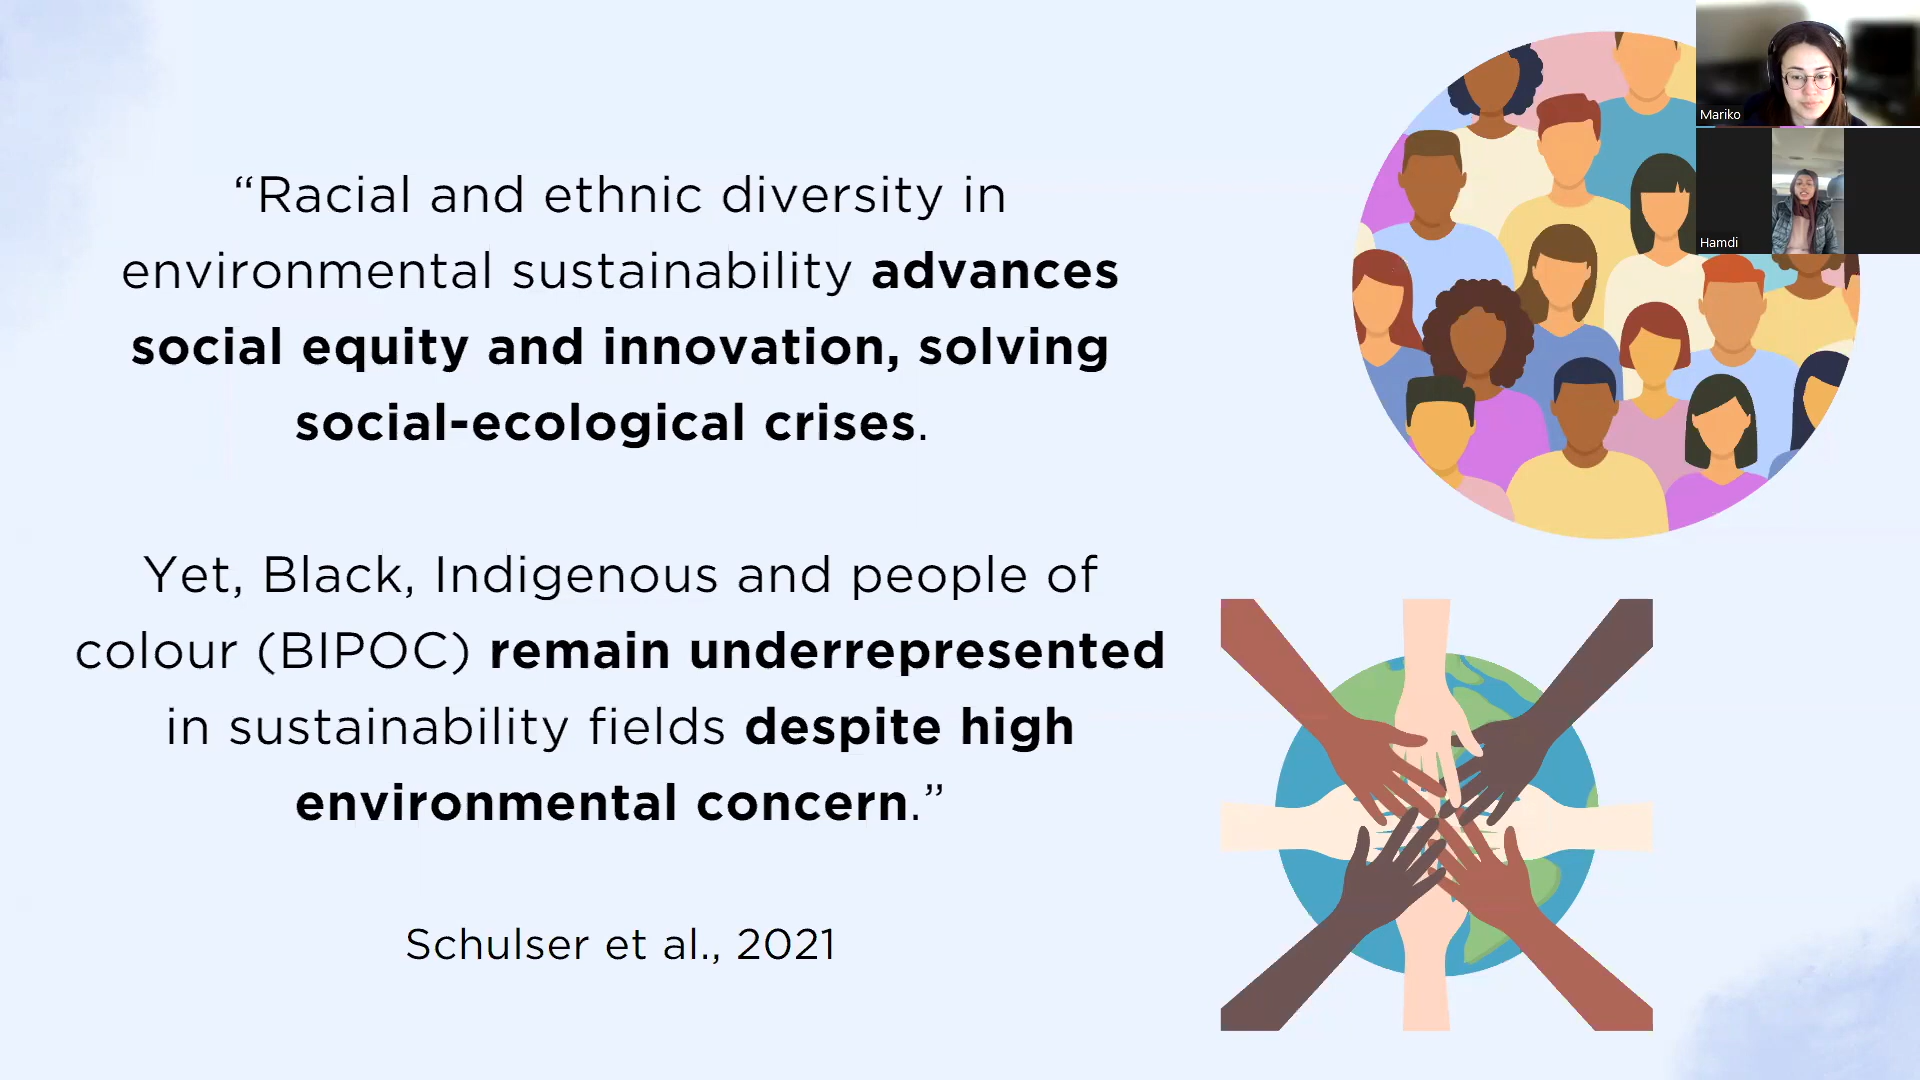 “Racial and ethnic diversity in
environmental sustainability advances
social equity and innovation, solving
social-ecological crises.
Yet, Black, Indigenous and people of
colour (BIPOC) remain underrepresented
in sustainability fields despite high
environmental concern.”
Schulser et al., 2021
Mariko
Hamdi